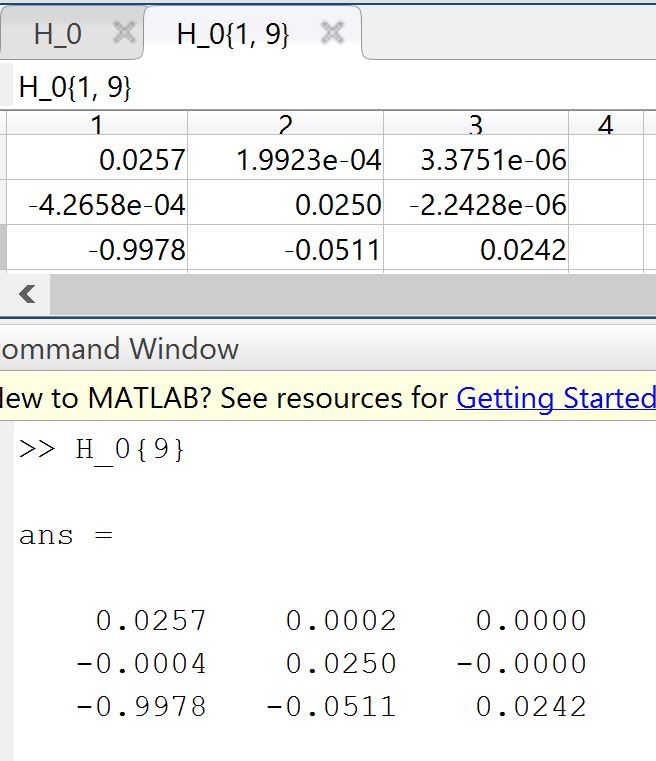 H_0 H_0{1, 9}
H_0{1, 9}
1 2 3 4
0.0257 1.9923e-04 3.3751e-06
-4.2658e-04 0.0250 -2.2428e-06
-0.9978 -0.0511 0.0242
ommand Window
lew to MATLAB? See resources for Getting Started
>> H_0{9}
ans =
0.0257 0.0002 0.0000
-0.0004 0.0250 -0.0000
-0.9978 -0.0511 0.0242